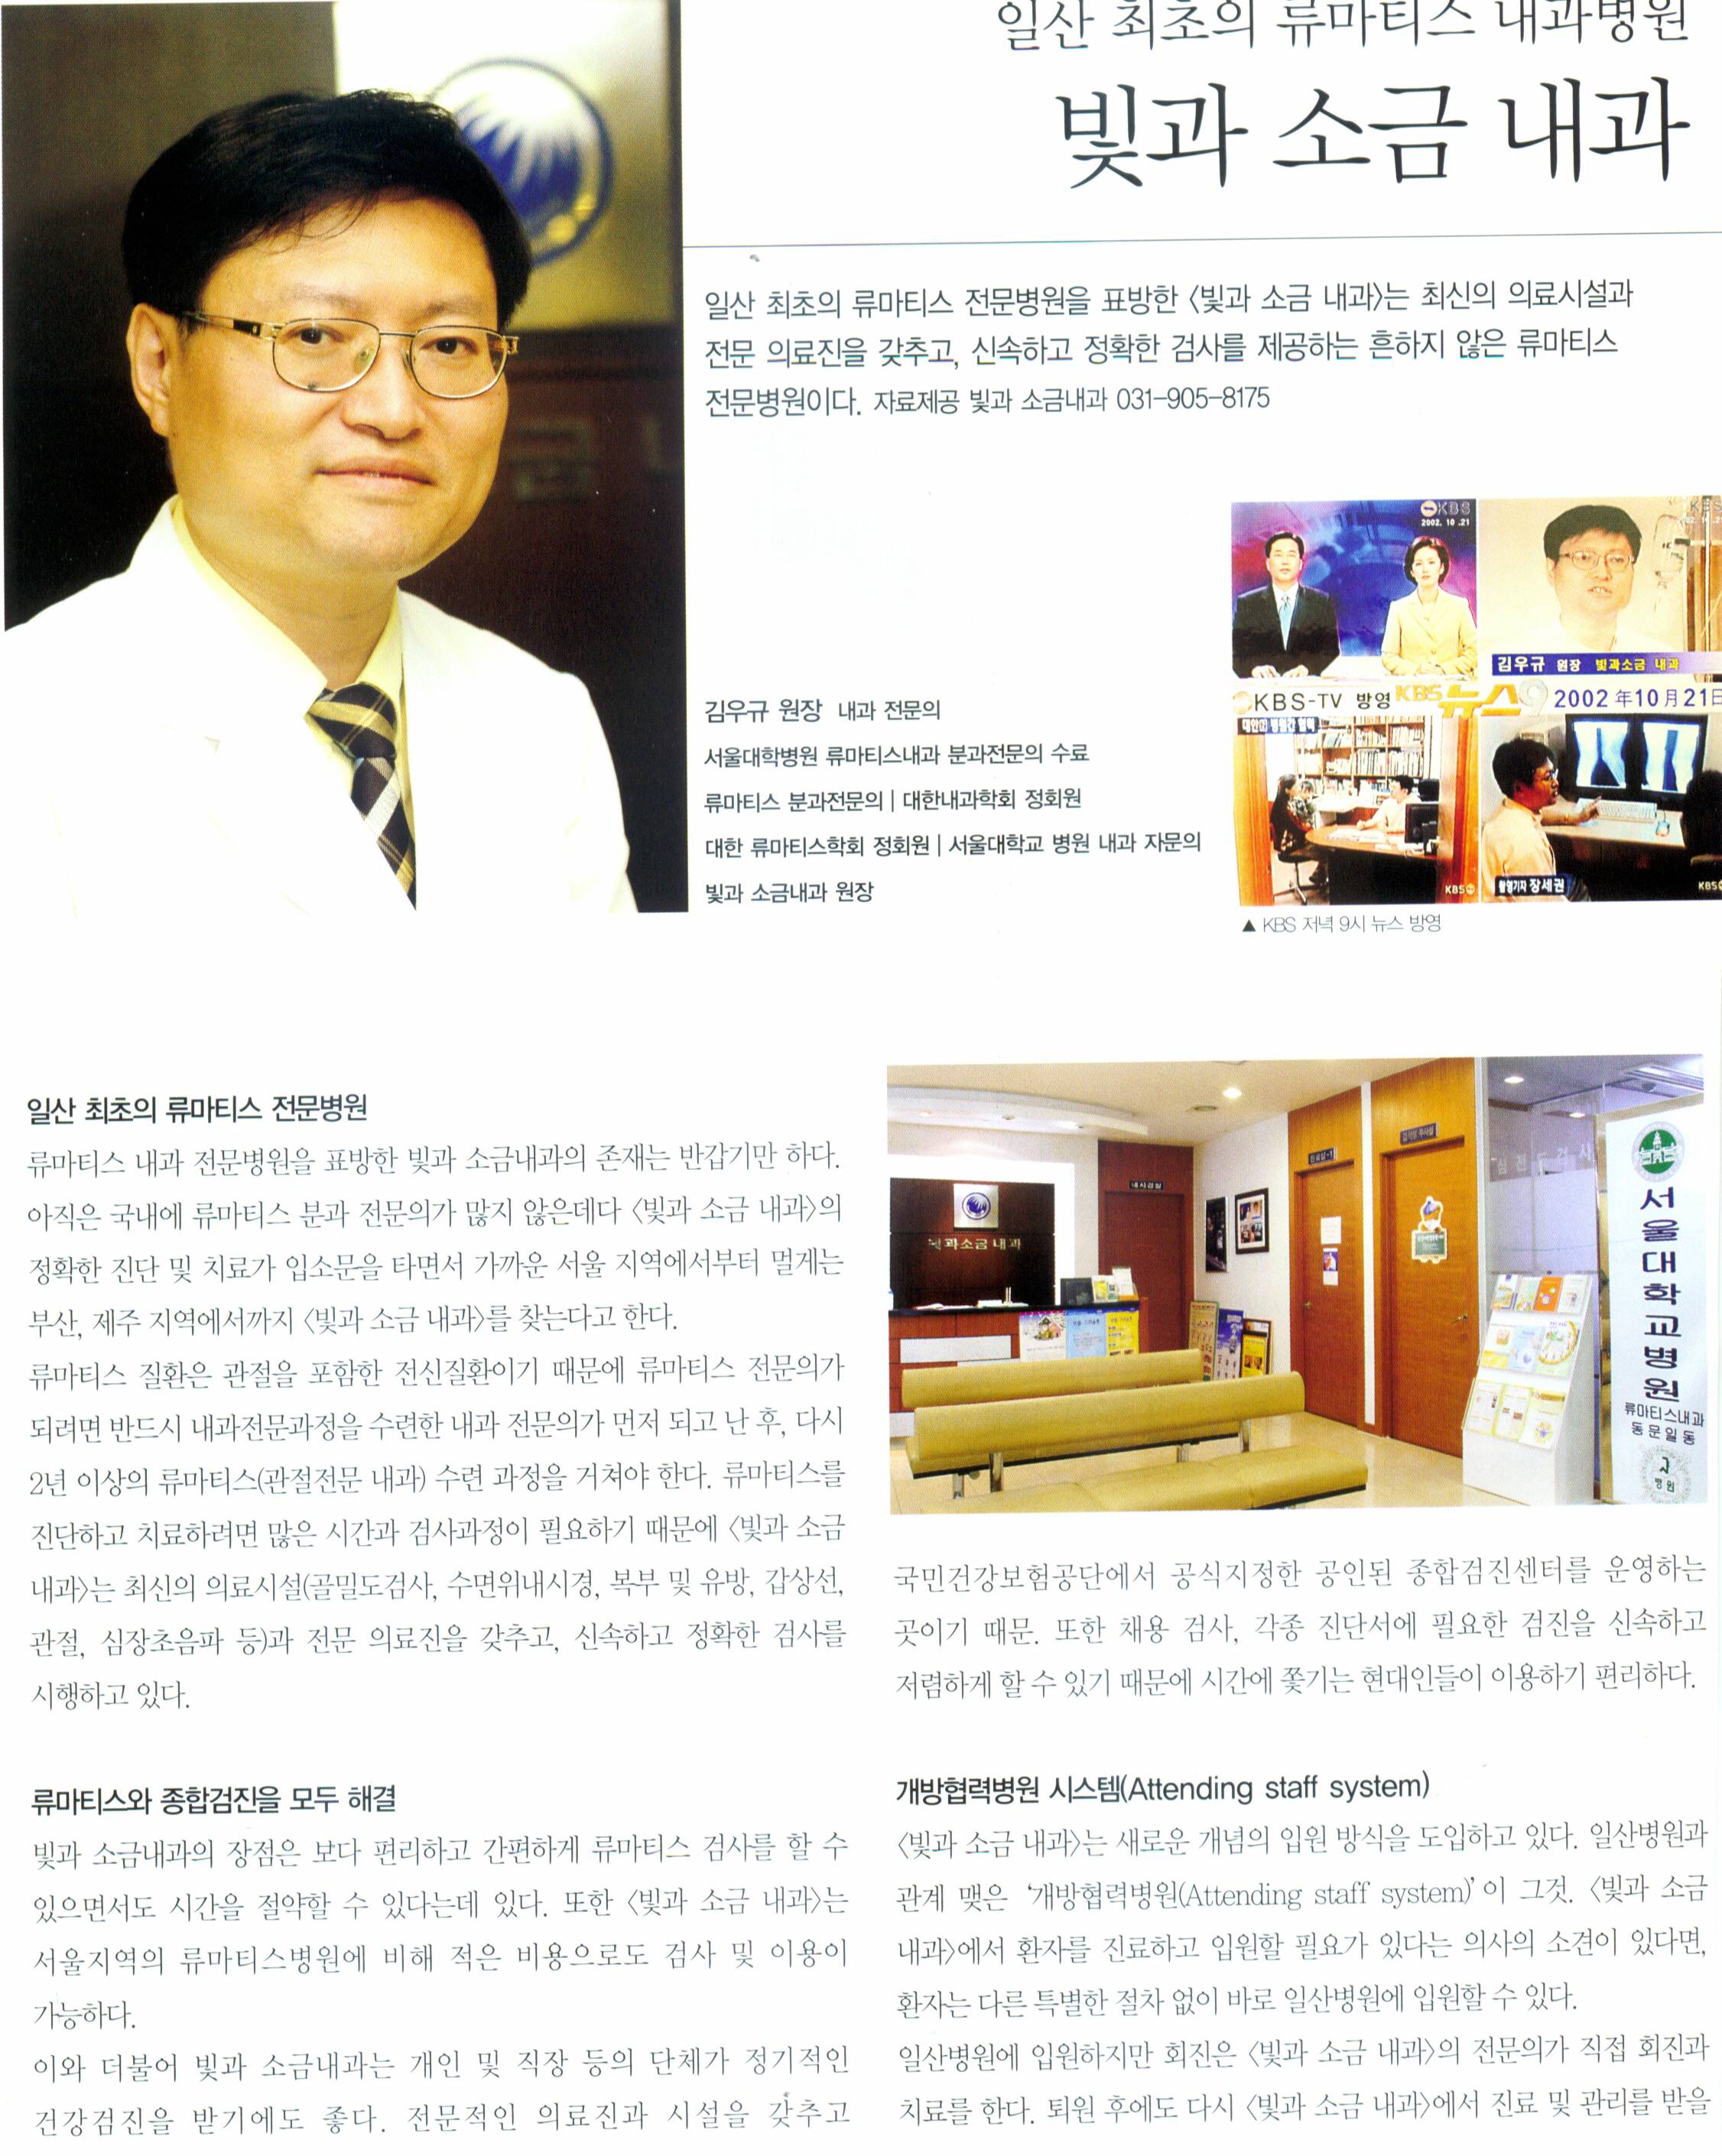 일산 최초의 류마티스 내과병원
빛과 소금 내과
일산 최초의 류마티스 전문병원을 표방한 〈빛과 소금 내과〉는 최신의 의료시설과
전문 의료진을 갖추고, 신속하고 정확한 검사를 제공하는 흔하지 않은 류마티스
전문병원이다. 자료제공 빛과 소금내과 031-905-8175
KBS
2002. 10 .21
KBS
김우규 원장 빛과소금 내과
KBS-TV 방영 KBS 뉴스9 2002 年10月21日
KBS
촬영기자 장세권
KBS
▲ KBS 저녁 9시 뉴스 방영
김우규 원장 내과 전문의
서울대학병원 류마티스내과 분과전문의 수료
류마티스 분과전문의 | 대한내과학회 정회원
대한 류마티스학회 정회원 | 서울대학교 병원 내과 자문의
빛과 소금내과 원장
일산 최초의 류마티스 전문병원
류마티스 내과 전문병원을 표방한 빛과 소금내과의 존재는 반갑기만 하다.
아직은 국내에 류마티스 분과 전문의가 많지 않은데다 〈빛과 소금 내과〉의
정확한 진단 및 치료가 입소문을 타면서 가까운 서울 지역에서부터 멀게는
부산, 제주 지역에서까지 〈빛과 소금 내과〉를 찾는다고 한다.
류마티스 질환은 관절을 포함한 전신질환이기 때문에 류마티스 전문의가
되려면 반드시 내과전문과정을 수련한 내과 전문의가 먼저 되고 난 후, 다시
2년 이상의 류마티스(관절전문 내과) 수련 과정을 거쳐야 한다. 류마티스를
진단하고 치료하려면 많은 시간과 검사과정이 필요하기 때문에 〈빛과 소금
내과〉는 최신의 의료시설(골밀도검사, 수면위내시경, 복부 및 유방, 갑상선,
관절, 심장초음파 등)과 전문 의료진을 갖추고, 신속하고 정확한 검사를
시행하고 있다.
류마티스와 종합검진을 모두 해결
빛과 소금내과의 장점은 보다 편리하고 간편하게 류마티스 검사를 할 수
있으면서도 시간을 절약할 수 있다는데 있다. 또한 〈빛과 소금 내과〉는
서울지역의 류마티스병원에 비해 적은 비용으로도 검사 및 이용이
가능하다.
이와 더불어 빛과 소금내과는 개인 및 직장 등의 단체가 정기적인
건강검진을 받기에도 좋다. 전문적인 의료진과 시설을 갖추고
빛과소금내과
내시경실
진료실-1
심전도검사
서울대학교병원
류마티스내과
동문일동
병원
국민건강보험공단에서 공식지정한 공인된 종합검진센터를 운영하는
곳이기 때문. 또한 채용 검사, 각종 진단서에 필요한 검진을 신속하고
저렴하게 할 수 있기 때문에 시간에 쫓기는 현대인들이 이용하기 편리하다.
개방협력병원 시스템(Attending staff system)
〈빛과 소금 내과〉는 새로운 개념의 입원 방식을 도입하고 있다. 일산병원과
관계 맺은 ‘개방협력병원(Attending staff system)’이 그것. 〈빛과 소금
내과〉에서 환자를 진료하고 입원할 필요가 있다는 의사의 소견이 있다면,
환자는 다른 특별한 절차 없이 바로 일산병원에 입원할 수 있다.
일산병원에 입원하지만 회진은 〈빛과 소금 내과〉의 전문의가 직접 회진과
치료를 한다. 퇴원 후에도 다시 〈빛과 소금 내과〉에서 진료 및 관리를 받을